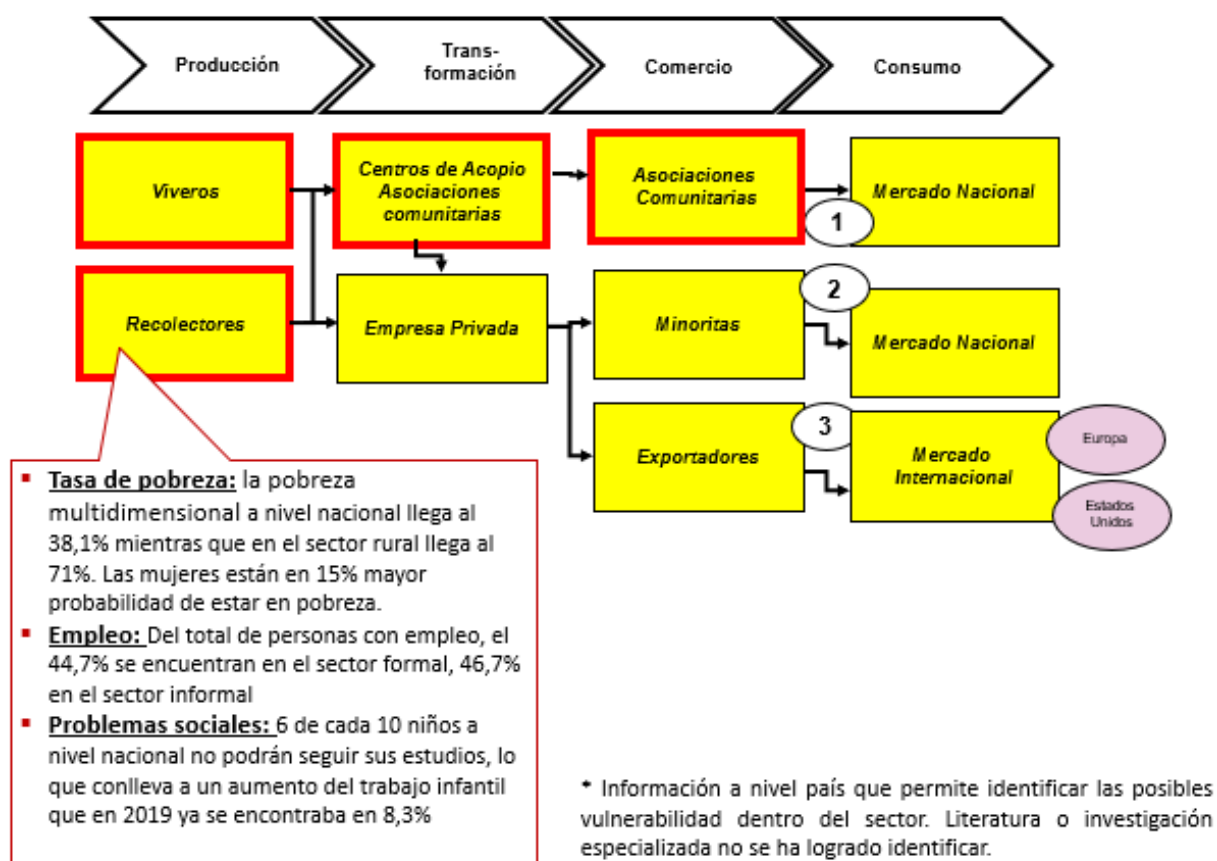 Producción
Trans-
formación
Comercio
Consumo
Viveros
Centros de Acopio
Asociaciones
comunitarias
Asociaciones
Comunitarias
1
Mercado Nacional
Recolectores
Empresa Privada
Minoritas
2
Mercado Nacional
Exportadores
3
Mercado
Internacional
Europa
Estados
Unidos
▪ Tasa de pobreza: la pobreza
multidimensional a nivel nacional llega al
38,1% mientras que en el sector rural llega al
71%. Las mujeres están en 15% mayor
probabilidad de estar en pobreza.
▪ Empleo: Del total de personas con empleo, el
44,7% se encuentran en el sector formal, 46,7%
en el sector informal
▪ Problemas sociales: 6 de cada 10 niños a
nivel nacional no podrán seguir sus estudios, lo
que conlleva a un aumento del trabajo infantil
que en 2019 ya se encontraba en 8,3%
* Información a nivel país que permite identificar las posibles
vulnerabilidad dentro del sector. Literatura o investigación
especializada no se ha logrado identificar.